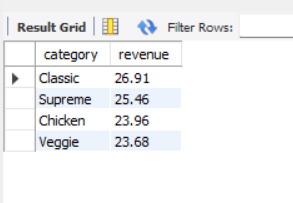 Result Grid Filter Rows:
category revenue
Classic 26.91
Supreme 25.46
Chicken 23.96
Veggie 23.68